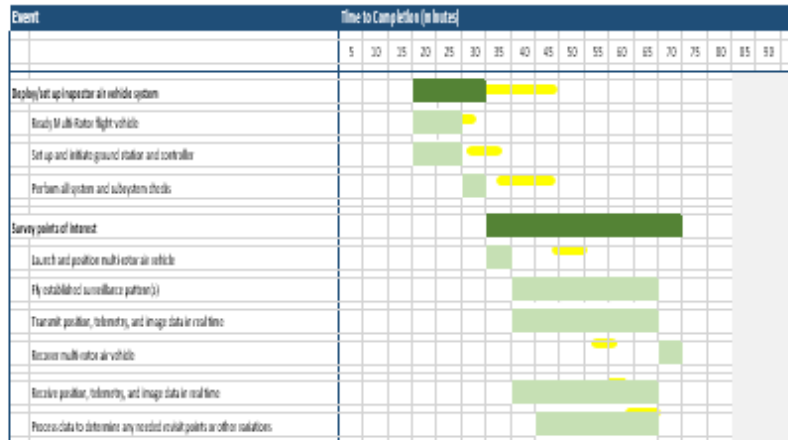 Event
Time to Completion (minutes)
5 10 15 20 25 30 35 40 45 50 55 60 65 70 75 80 85 90
Deploy/set up inspector air vehicle system
Ready Multi-Rotor flight vehicle
Set up and initiate ground station and controller
Perform all system and subsystem checks
Survey points of interest
Launch and position multi-rotor air vehicle
Fly established surveillance pattern(s)
Transmit position, telemetry, and image data in real time
Recover multi-rotor air vehicle
Receive position, telemetry, and image data in real time
Process data to determine any needed revisit points or other variations